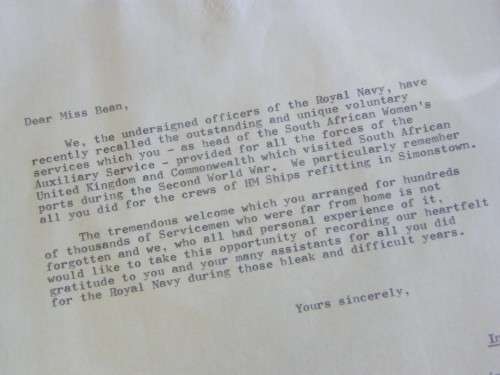 Dear Miss Bean,
We, the undersigned officers of the Royal Navy, have
recently recalled the outstanding and unique voluntary
services which you - as head of the South African Women's
Auxiliary Service - provided for all the forces of the
United Kingdom and Commonwealth which visited South African
ports during the Second World War. We particularly remember
all you did for the crews of HM Ships refitting in Simonstown.
The tremendous welcome which you arranged for hundreds
of thousands of Servicemen who were far from home is not
forgotten and we, who all had personal experience of it,
would like to take this opportunity of recording our heartfelt
gratitude to you and your many assistants for all you did
for the Royal Navy during those bleak and difficult years.
Yours sincerely,